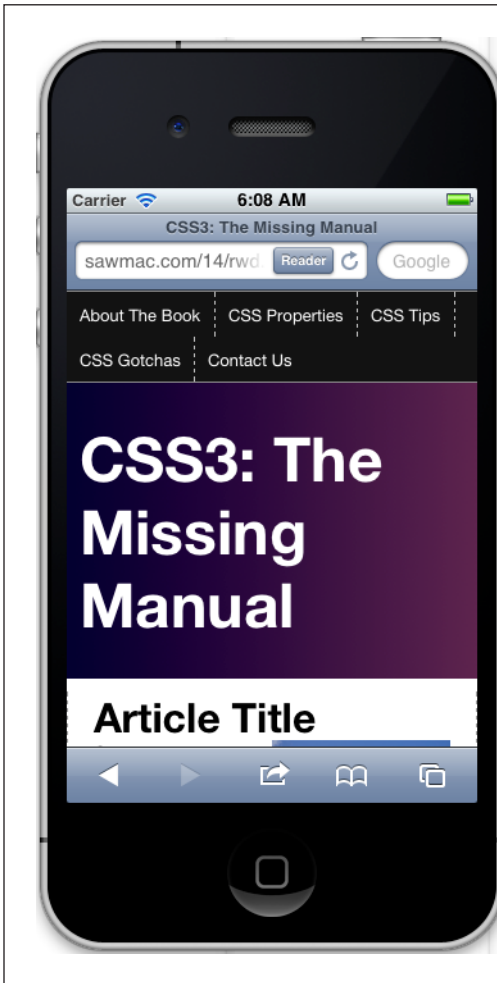 Carrier 6:08 AM
CSS3: The Missing Manual
sawmac.com/14/rwd. Reader Google
About The Book CSS Properties CSS Tips
CSS Gotchas Contact Us
CSS3: The
Missing
Manual
Article Title